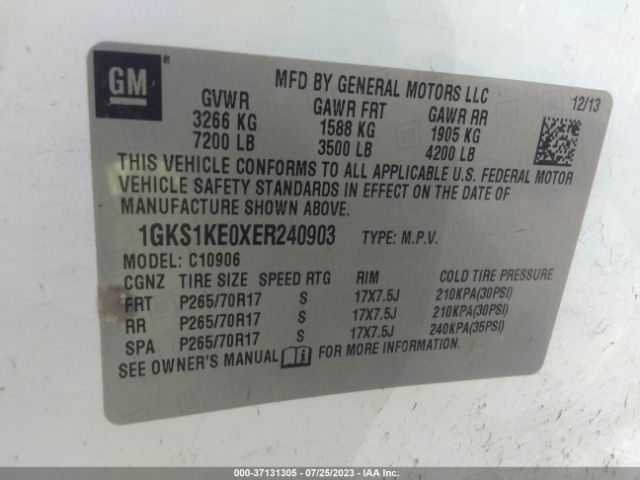 GM ®
MFD BY GENERAL MOTORS LLC
12/13
GVWR GAWR FRT GAWR RR
3266 KG 1588 KG 1905 KG
7200 LB 3500 LB 4200 LB
THIS VEHICLE CONFORMS TO ALL APPLICABLE U.S. FEDERAL MOTOR
VEHICLE SAFETY STANDARDS IN EFFECT ON THE DATE OF
MANUFACTURE SHOWN ABOVE.
1GKS1KE0XER240903 TYPE: M.P.V.
MODEL: C10906
CGNZ TIRE SIZE SPEED RTG RIM COLD TIRE PRESSURE
FRT P265/70R17 S 17X7.5J 210KPA(30PSI)
RR P265/70R17 S 17X7.5J 210KPA(30PSI)
SPA P265/70R17 S 17X7.5J 240KPA(35PSI)
SEE OWNER'S MANUAL FOR MORE INFORMATION.
000-37131305 - 07/25/2023 - IAA Inc.